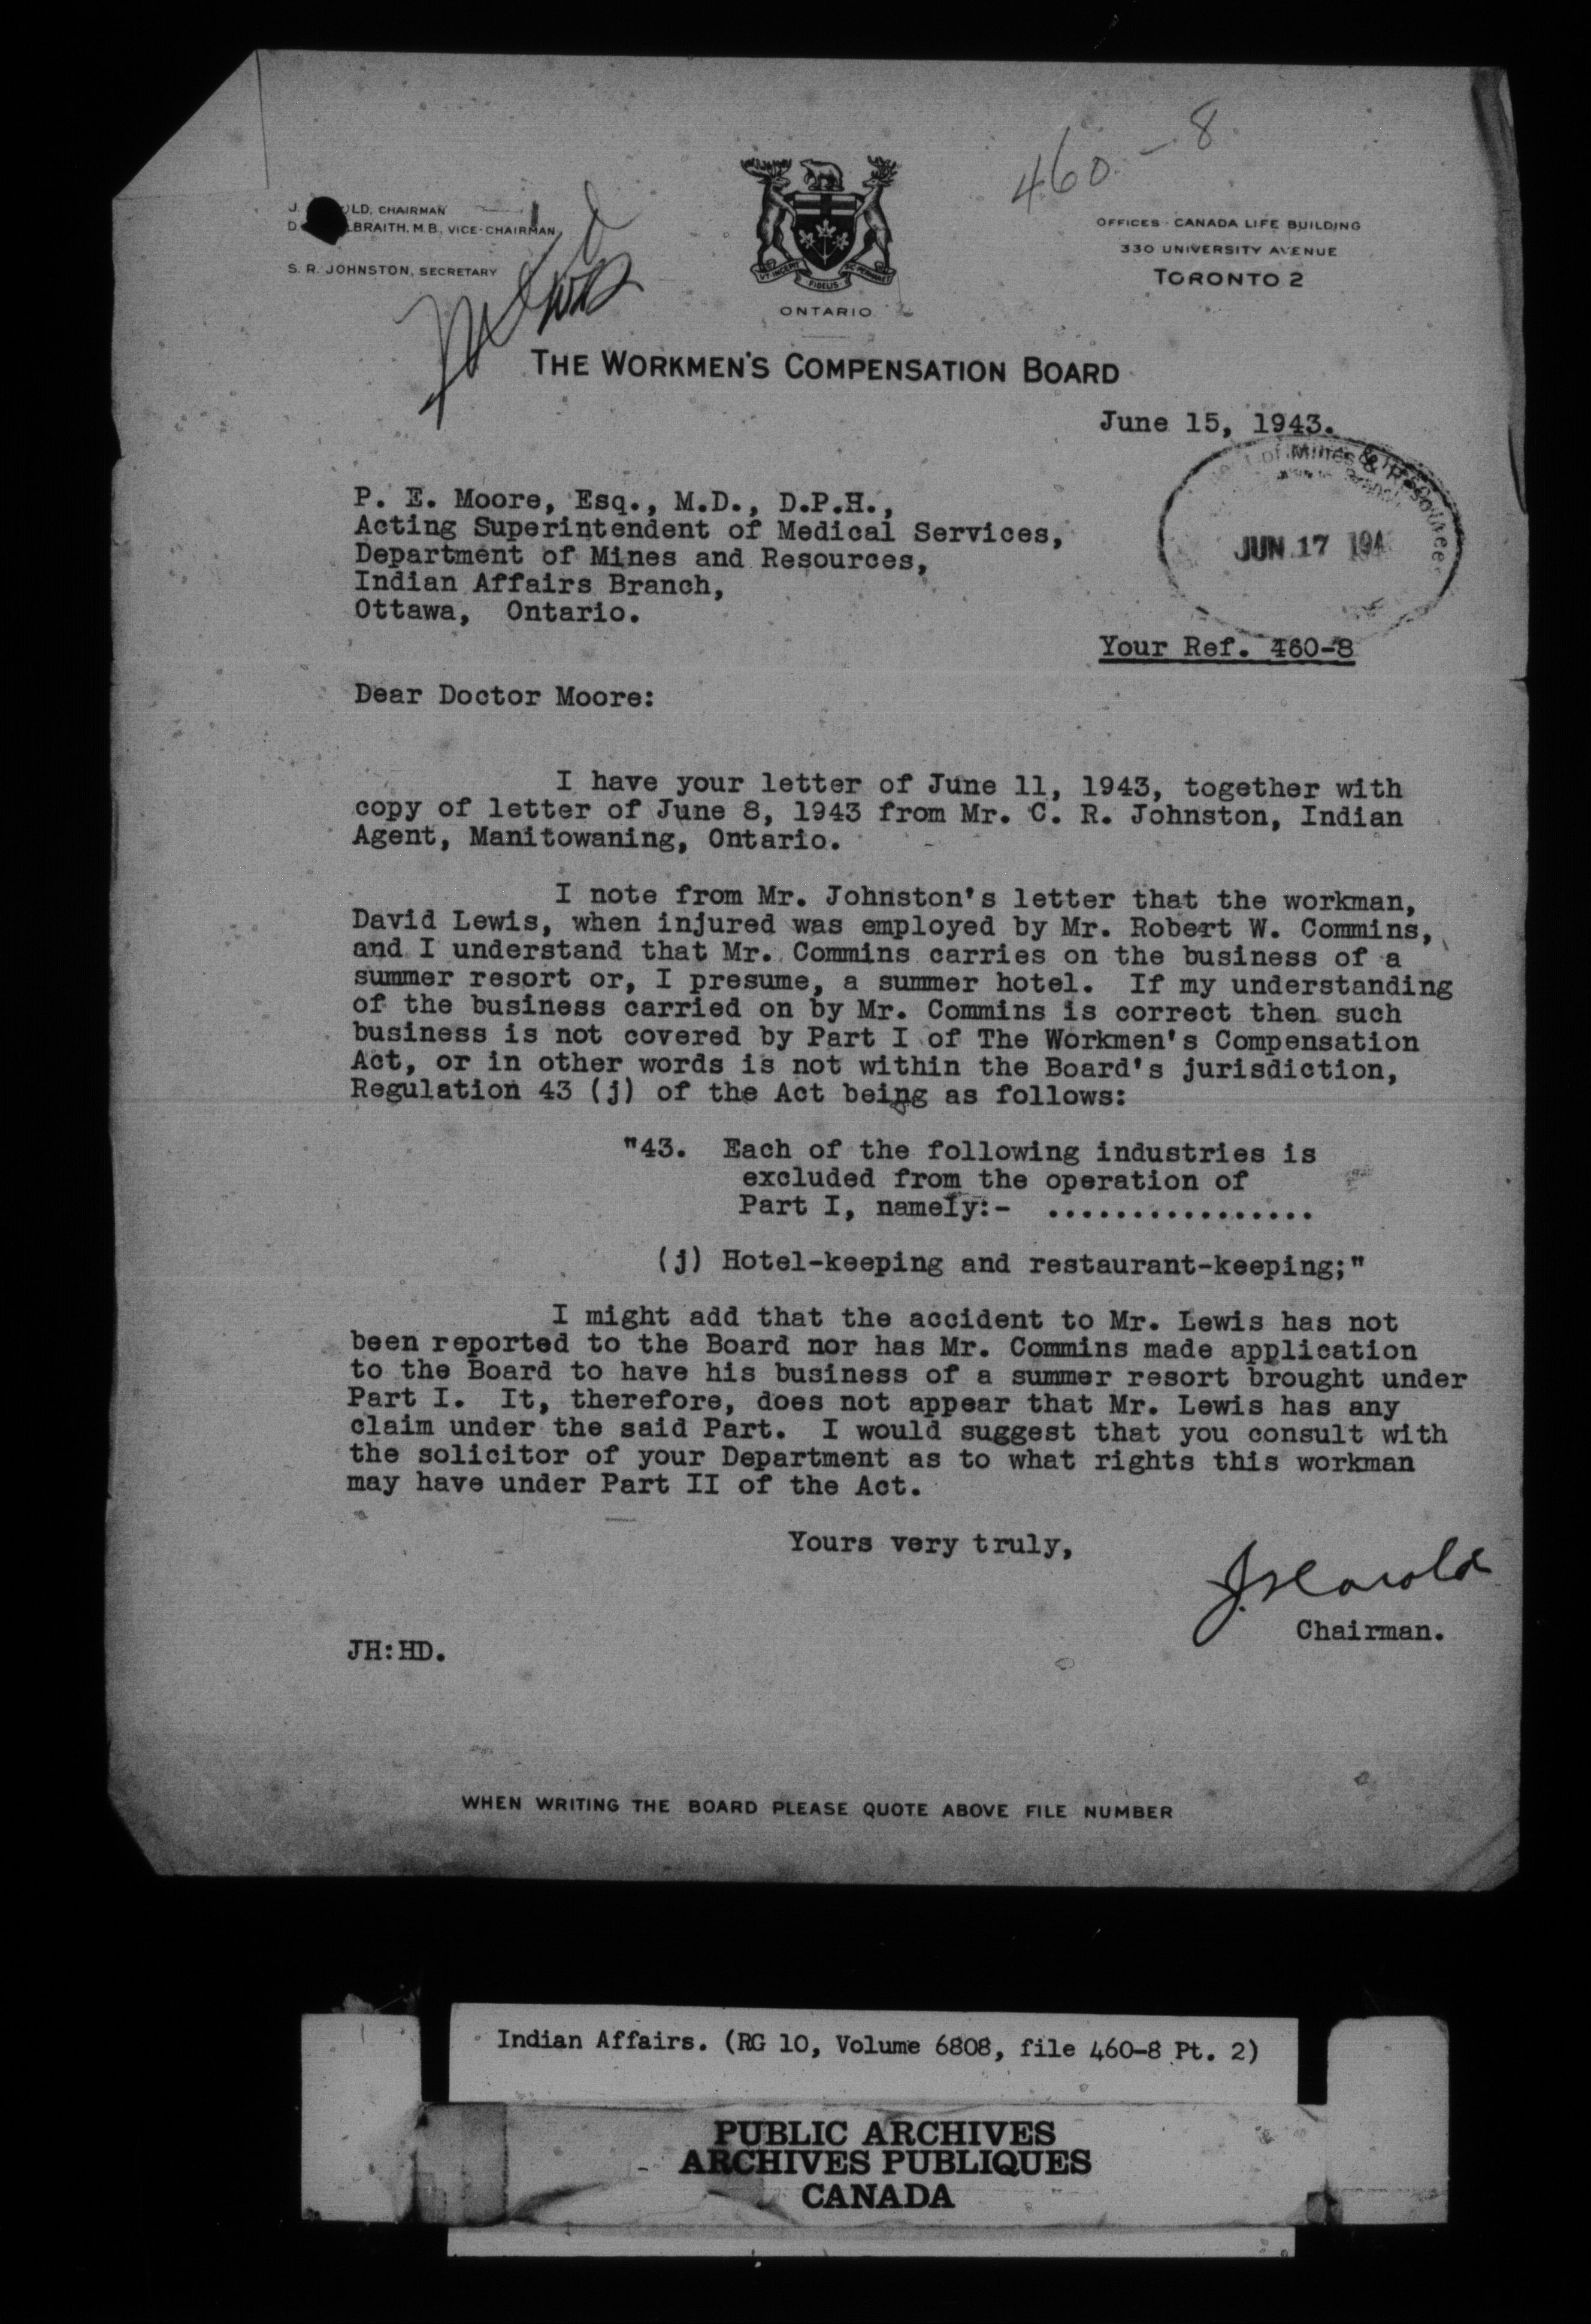 460-8
J. OLD, CHAIRMAN
D. LBRAITH, M.B., VICE-CHAIRMAN
S. R. JOHNSTON, SECRETARY
OFFICES - CANADA LIFE BUILDING
330 UNIVERSITY AVENUE
TORONTO 2
FIDELIS
ONTARIO
THE WORKMEN'S COMPENSATION BOARD
June 15, 1943.
of Mines & Resources
Branch
JUN 17 194
P. E. Moore, Esq., M.D., D.P.H.,
Acting Superintendent of Medical Services,
Department of Mines and Resources,
Indian Affairs Branch,
Ottawa, Ontario.
Your Ref. 460-8
Dear Doctor Moore:
I have your letter of June 11, 1943, together with
copy of letter of June 8, 1943 from Mr. C. R. Johnston, Indian
Agent, Manitowaning, Ontario.
I note from Mr. Johnston's letter that the workman,
David Lewis, when injured was employed by Mr. Robert W. Commins,
and I understand that Mr. Commins carries on the business of a
summer resort or, I presume, a summer hotel. If my understanding
of the business carried on by Mr. Commins is correct then such
business is not covered by Part I of The Workmen's Compensation
Act, or in other words is not within the Board's jurisdiction,
Regulation 43 (j) of the Act being as follows:
"43. Each of the following industries is
excluded from the operation of
Part I, namely:- ................
(j) Hotel-keeping and restaurant-keeping;"
I might add that the accident to Mr. Lewis has not
been reported to the Board nor has Mr. Commins made application
to the Board to have his business of a summer resort brought under
Part I. It, therefore, does not appear that Mr. Lewis has any
claim under the said Part. I would suggest that you consult with
the solicitor of your Department as to what rights this workman
may have under Part II of the Act.
Yours very truly,
J. Harold
Chairman.
JH:HD.
WHEN WRITING THE BOARD PLEASE QUOTE ABOVE FILE NUMBER
Indian Affairs. (RG 10, Volume 6808, file 460-8 Pt. 2)
PUBLIC ARCHIVES
ARCHIVES PUBLIQUES
CANADA